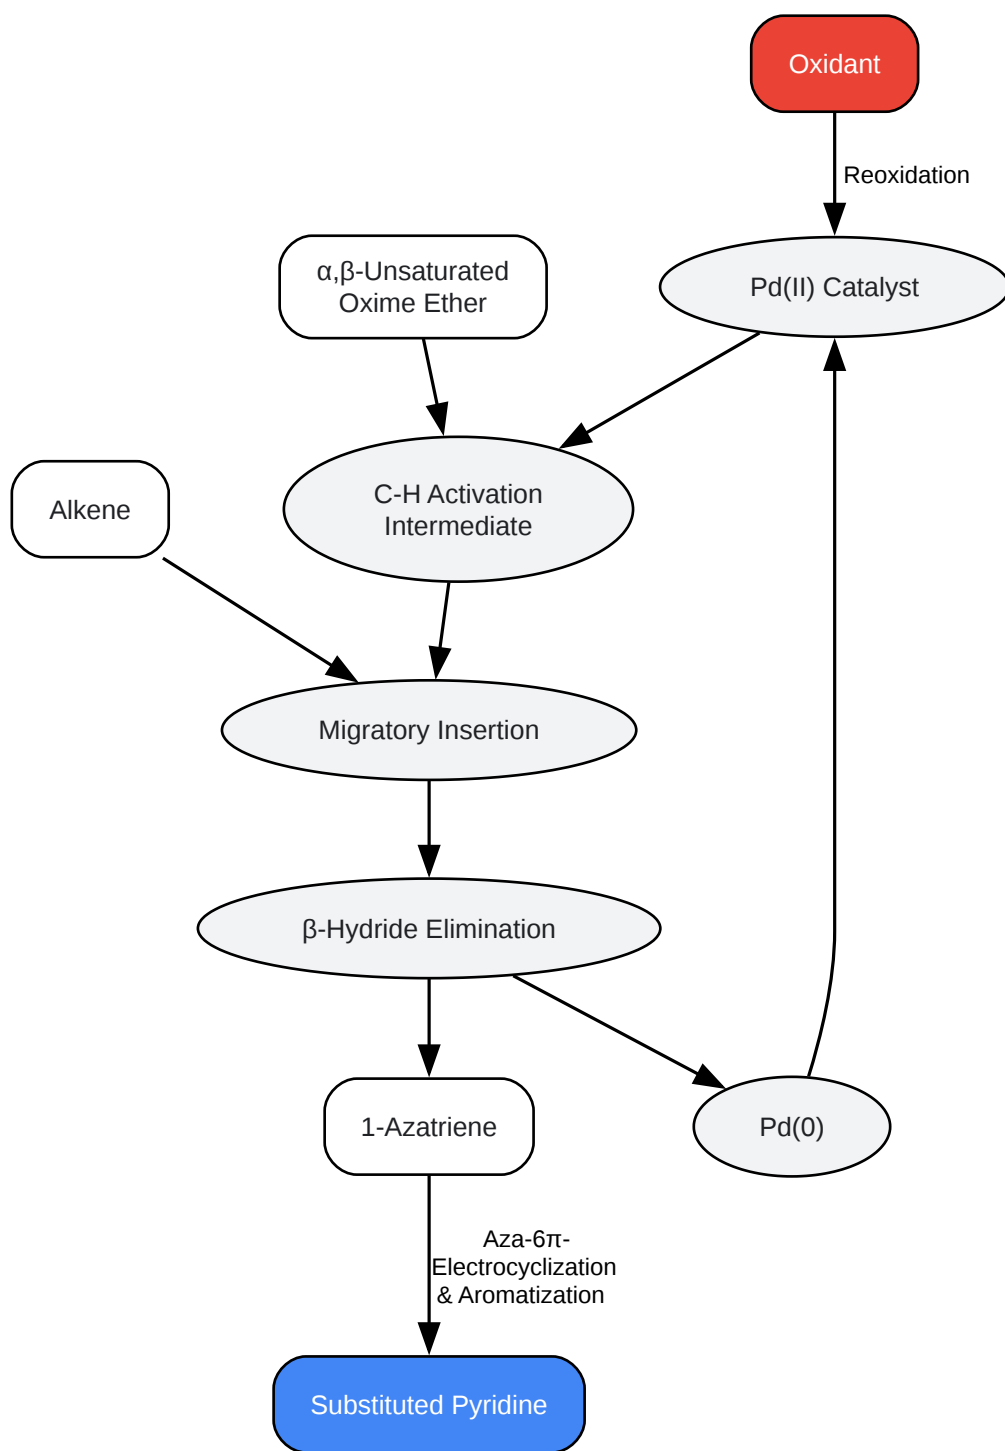 Oxidant
Reoxidation
α,β-Unsaturated
Oxime Ether
Pd(II) Catalyst
C-H Activation
Intermediate
Alkene
Migratory Insertion
β-Hydride Elimination
1-Azatriene
Pd(0)
Aza-6π-
Electrocyclization
& Aromatization
Substituted Pyridine